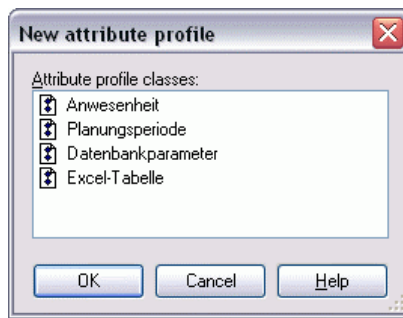 New attribute profile
Attribute profile classes:
Anwesenheit
Planungsperiode
Datenbankparameter
Excel-Tabelle
OK Cancel Help